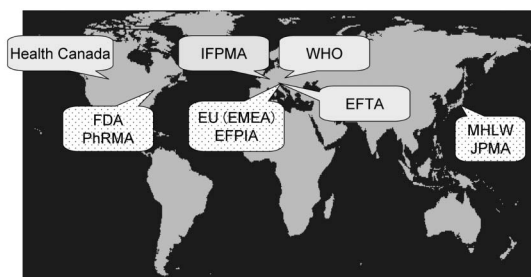 Health Canada
IFPMA
WHO
FDA
PhRMA
EU (EMEA)
EFPIA
EFTA
MHLW
JPMA